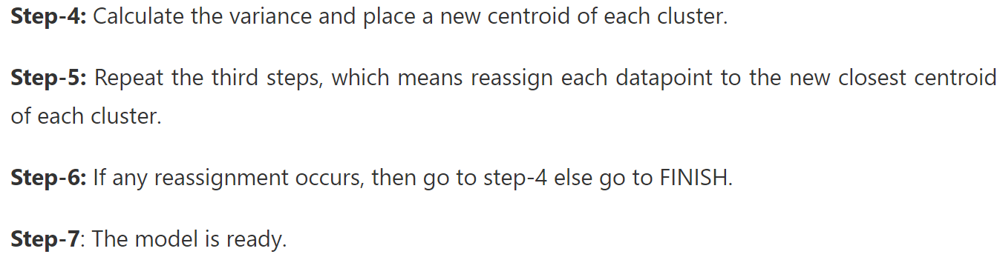 Step-4: Calculate the variance and place a new centroid of each cluster.
Step-5: Repeat the third steps, which means reassign each datapoint to the new closest centroid
of each cluster.
Step-6: If any reassignment occurs, then go to step-4 else go to FINISH.
Step-7: The model is ready.